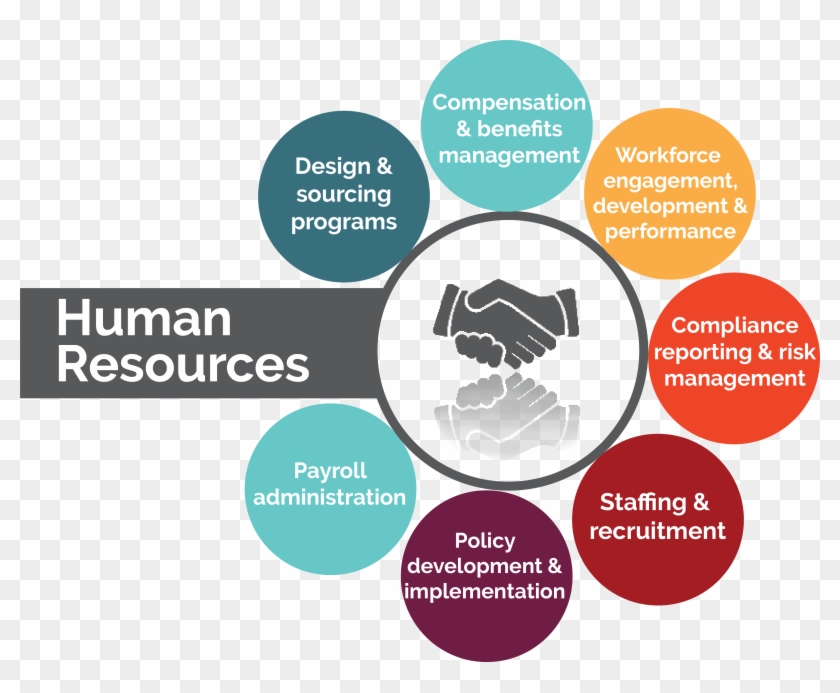 Human
Resources
Design &
sourcing
programs
Compensation
& benefits
management
Workforce
engagement,
development &
performance
Compliance
reporting & risk
management
Staffing &
recruitment
Policy
development &
implementation
Payroll
administration